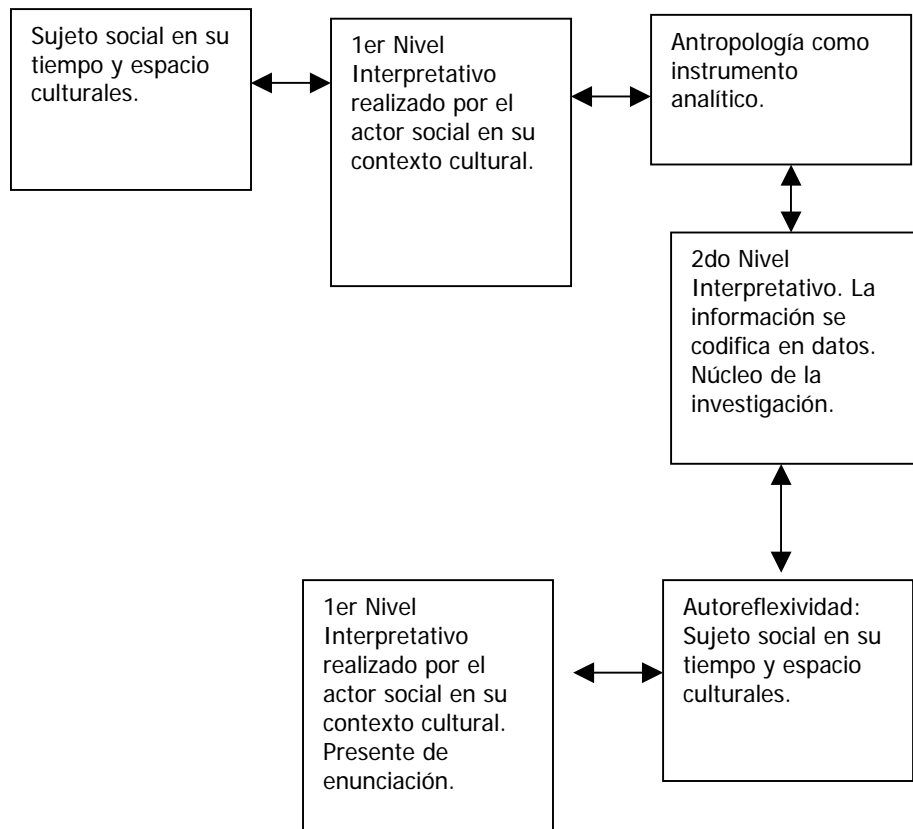 Sujeto social en su
tiempo y espacio
culturales.
1er Nivel
Interpretativo
realizado por el
actor social en su
contexto cultural.
Antropología como
instrumento
analítico.
2do Nivel
Interpretativo. La
información se
codifica en datos.
Núcleo de la
investigación.
1er Nivel
Interpretativo
realizado por el
actor social en su
contexto cultural.
Presente de
enunciación.
Autoreflexividad:
Sujeto social en su
tiempo y espacio
culturales.